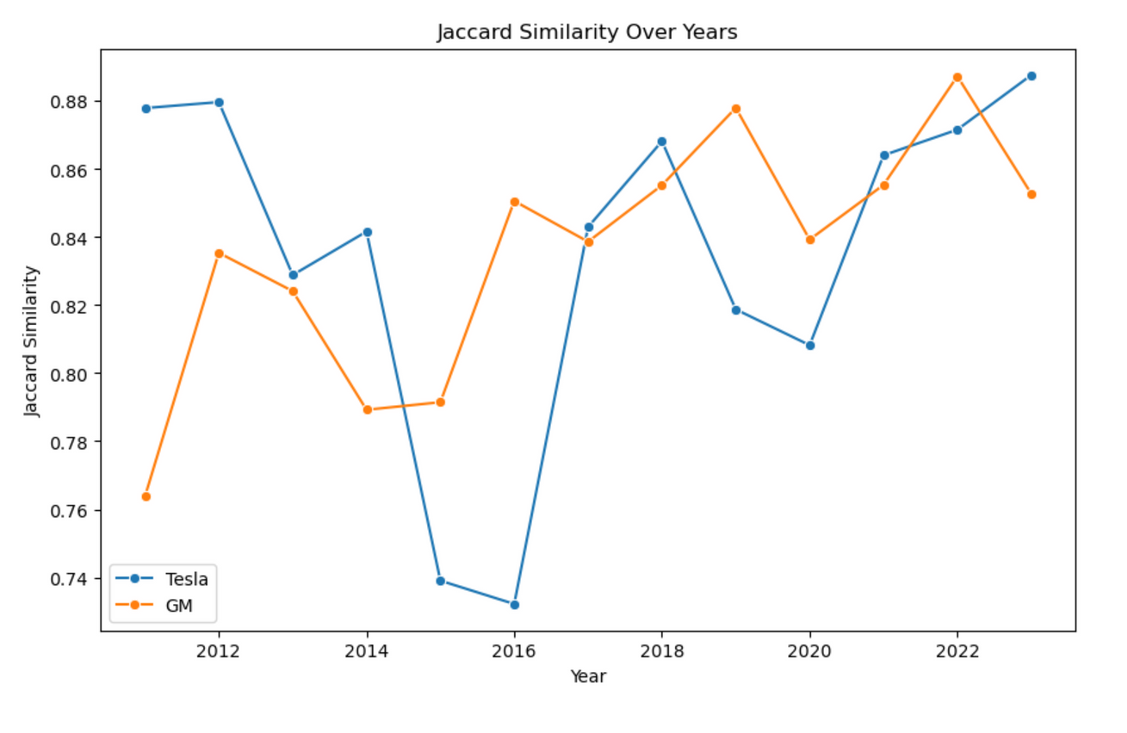 Jaccard Similarity Over Years
Jaccard Similarity
0.88
0.86
0.84
0.82
0.80
0.78
0.76
0.74
Tesla
GM
2012 2014 2016 2018 2020 2022
Year